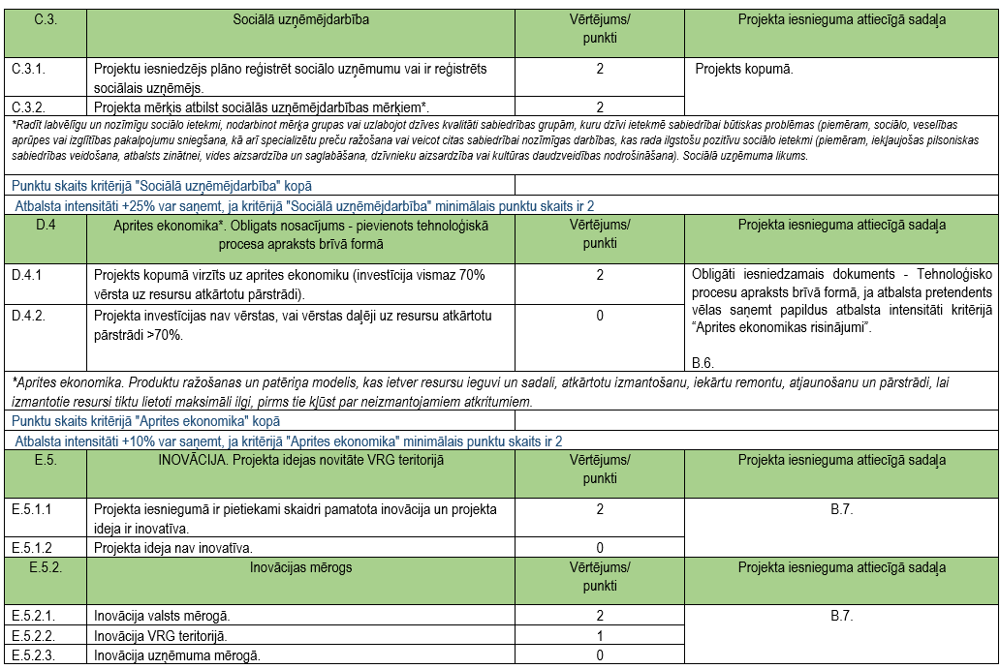 C.3. Sociālā uzņēmējdarbība Vērtējums/ Projekta iesnieguma attiecīgā sadaļa
punkti
C.3.1. Projektu iesniedzējs plāno reģistrēt sociālo uzņēmumu vai ir reģistrēts 2 Projekts kopumā.
sociālais uzņēmējs.
C.3.2. Projekta mērķis atbilst sociālās uzņēmējdarbības mērķiem*. 2
*Radīt labvēlīgu un nozīmīgu sociālo ietekmi, nodarbinot mērķa grupas vai uzlabojot dzīves kvalitāti sabiedrības grupām, kuru dzīvi ietekmē sabiedrībai būtiskas problēmas (piemēram, sociālo, veselības
aprūpes vai izglītības pakalpojumu sniegšana, kā arī specializētu preču ražošana vai veicot citas sabiedrībai nozīmīgas darbības, kas rada ilgstošu pozitīvu sociālo ietekmi (piemēram, iekļaujošas pilsoniskas
sabiedrības veidošana, atbalsts zinātnei, vides aizsardzība un saglabāšana, dzīvnieku aizsardzība vai kultūras daudzveidības nodrošināšana). Sociālā uzņēmuma likums.
Punktu skaits kritērijā "Sociālā uzņēmējdarbība" kopā
Atbalsta intensitāti +25% var saņemt, ja kritērijā "Sociālā uzņēmējdarbība" minimālais punktu skaits ir 2
D.4 Aprites ekonomika*. Obligats nosacījums - pievienots tehnoloģiskā Vērtējums/ Projekta iesnieguma attiecīgā sadaļa
procesa apraksts brīvā formā punkti
D.4.1 Projekts kopumā virzīts uz aprites ekonomiku (investīcija vismaz 70% 2 Obligāti iesniedzamais dokuments - Tehnoloģisko
vērsta uz resursu atkārtotu pārstrādi). procesu apraksts brīvā formā, ja atbalsta pretendents
D.4.2. Projekta investīcijas nav vērstas, vai vērstas daļēji uz resursu atkārtotu 0 vēlas saņemt papildus atbalsta intensitāti kritērijā
pārstrādi >70%. "Aprites ekonomikas risinājumi".
B.6.
*Aprites ekonomika. Produktu ražošanas un patēriņa modelis, kas ietver resursu ieguvi un sadali, atkārtotu izmantošanu, iekārtu remontu, atjaunošanu un pārstrādi, lai
izmantotie resursi tiktu lietoti maksimāli ilgi, pirms tie kļūst par neizmantojamiem atkritumiem.
Punktu skaits kritērijā "Aprites ekonomika" kopā
Atbalsta intensitāti +10% var saņemt, ja kritērijā "Aprites ekonomika" minimālais punktu skaits ir 2
E.5. INOVĀCIJA. Projekta idejas novitāte VRG teritorijā Vērtējums/ Projekta iesnieguma attiecīgā sadaļa
punkti
E.5.1.1 Projekta iesniegumā ir pietiekami skaidri pamatota inovācija un projekta 2 B.7.
ideja ir inovatīva.
E.5.1.2 Projekta ideja nav inovatīva. 0
E.5.2. Inovācijas mērogs Vērtējums/ Projekta iesnieguma attiecīgā sadaļa
punkti
E.5.2.1. Inovācija valsts mērogā. 2 B.7.
E.5.2.2. Inovācija VRG teritorijā. 1
E.5.2.3. Inovācija uzņēmuma mērogā. 0